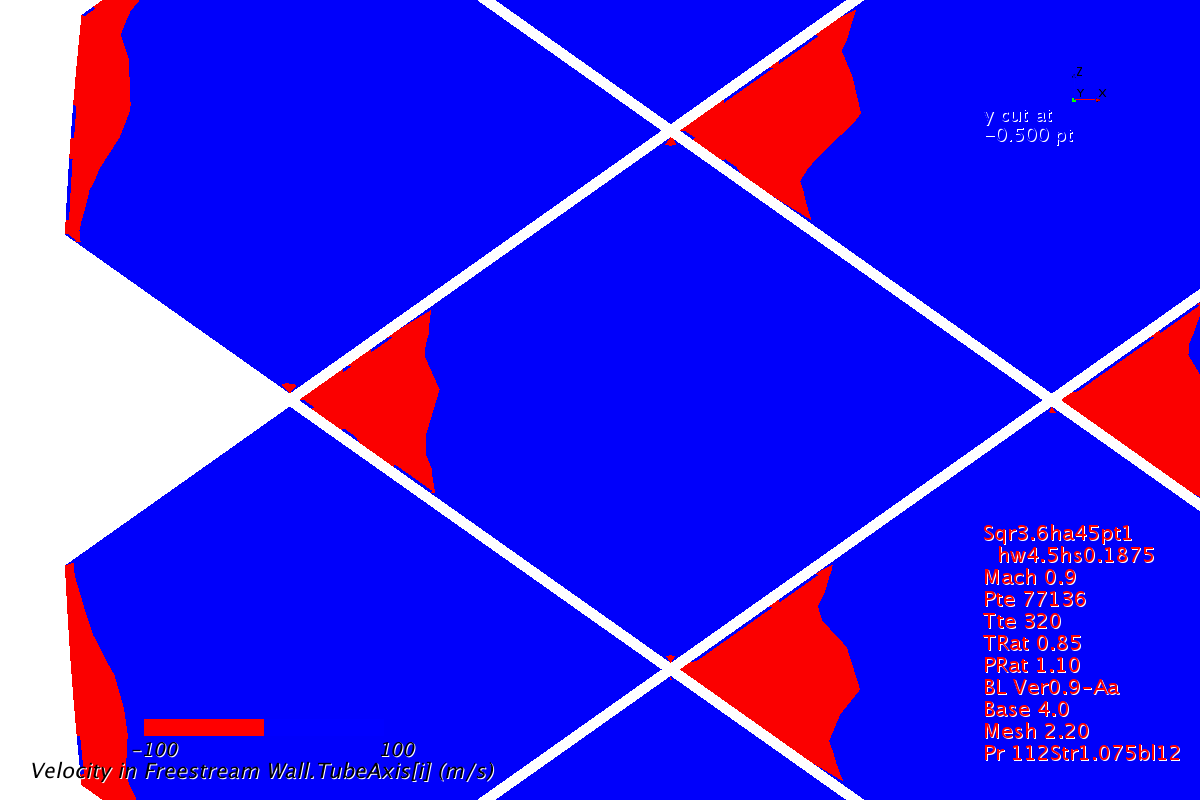 Z
Y X
y cut at
−0.500 pt
Sqr3.6ha45pt1
hw4.5hs0.1875
Mach 0.9
Pte 77136
Tte 320
TRat 0.85
PRat 1.10
BL Ver0.9−Aa
Base 4.0
Mesh 2.20
Pr 112Str1.075bl12
−100 100
Velocity in Freestream Wall.TubeAxis[i] (m/s)